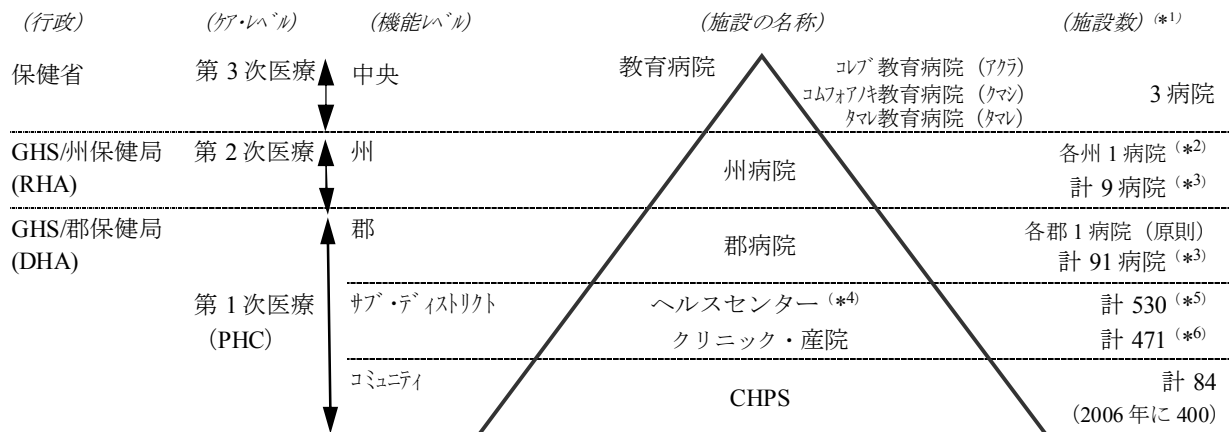 (行政) (ケア・レベル) (機能レベル) (施設の名称) (施設数) (*1)
保健省 第3次医療 中央 教育病院 コレブ教育病院(アクラ)
コムフォアノキ教育病院(クマシ) 3病院
タマレ教育病院(タマレ)
GHS/州保健局 第2次医療 州 各州1病院 (*2)
(RHA) 州病院 計9病院 (*3)
GHS/郡保健局 郡 各郡1病院(原則)
(DHA) 郡病院 計91病院 (*3)
第1次医療 サブ・ディストリクト ヘルスセンター (*4) 計530 (*5)
(PHC) クリニック・産院 計471 (*6)
コミュニティ 計84
CHPS (2006年に400)